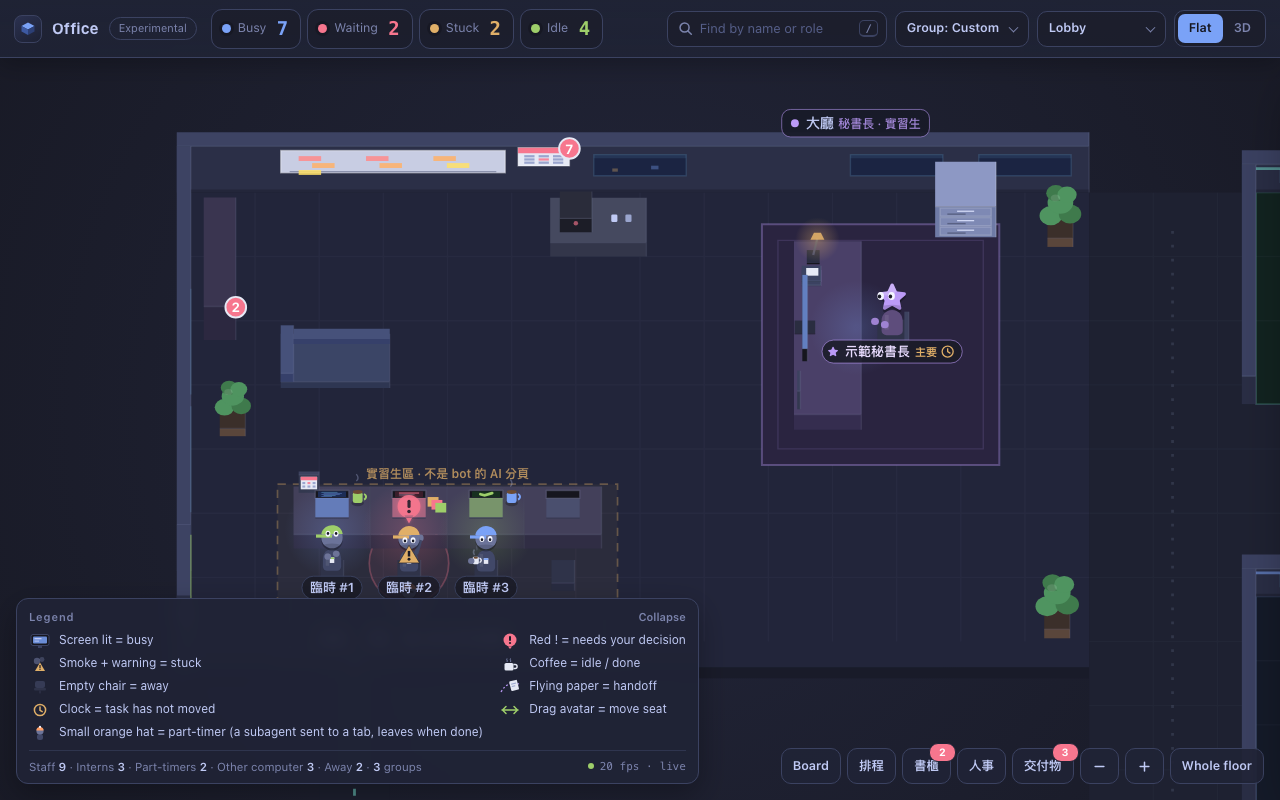 Office
Experimental
Busy 7
Waiting 2
Stuck 2
Idle 4
Find by name or role
/
Group: Custom
Lobby
Flat
3D
大廳 秘書長 · 實習生
7
2
示範秘書長 主要
實習生區 · 不是 bot 的 AI 分頁
臨時 #1
臨時 #2
臨時 #3
Legend
Collapse
Screen lit = busy
Red ! = needs your decision
Smoke + warning = stuck
Coffee = idle / done
Empty chair = away
Flying paper = handoff
Clock = task has not moved
Drag avatar = move seat
Small orange hat = part-timer (a subagent sent to a tab, leaves when done)
Staff 9 · Interns 3 · Part-timers 2 · Other computer 3 · Away 2 · 3 groups
20 fps · live
Board
排程
書櫃 2
人事
交付物 3
−
+
Whole floor